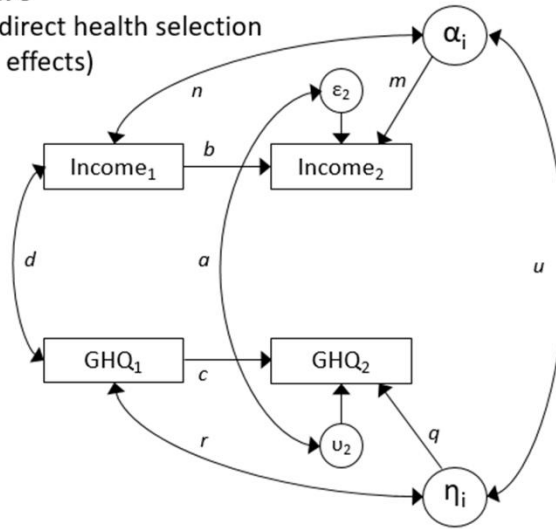 direct health selection
effects)
αᵢ
n
ε₂
m
b
Income₁
Income₂
d
a
u
GHQ₁
GHQ₂
c
r
υ₂
q
ηᵢ